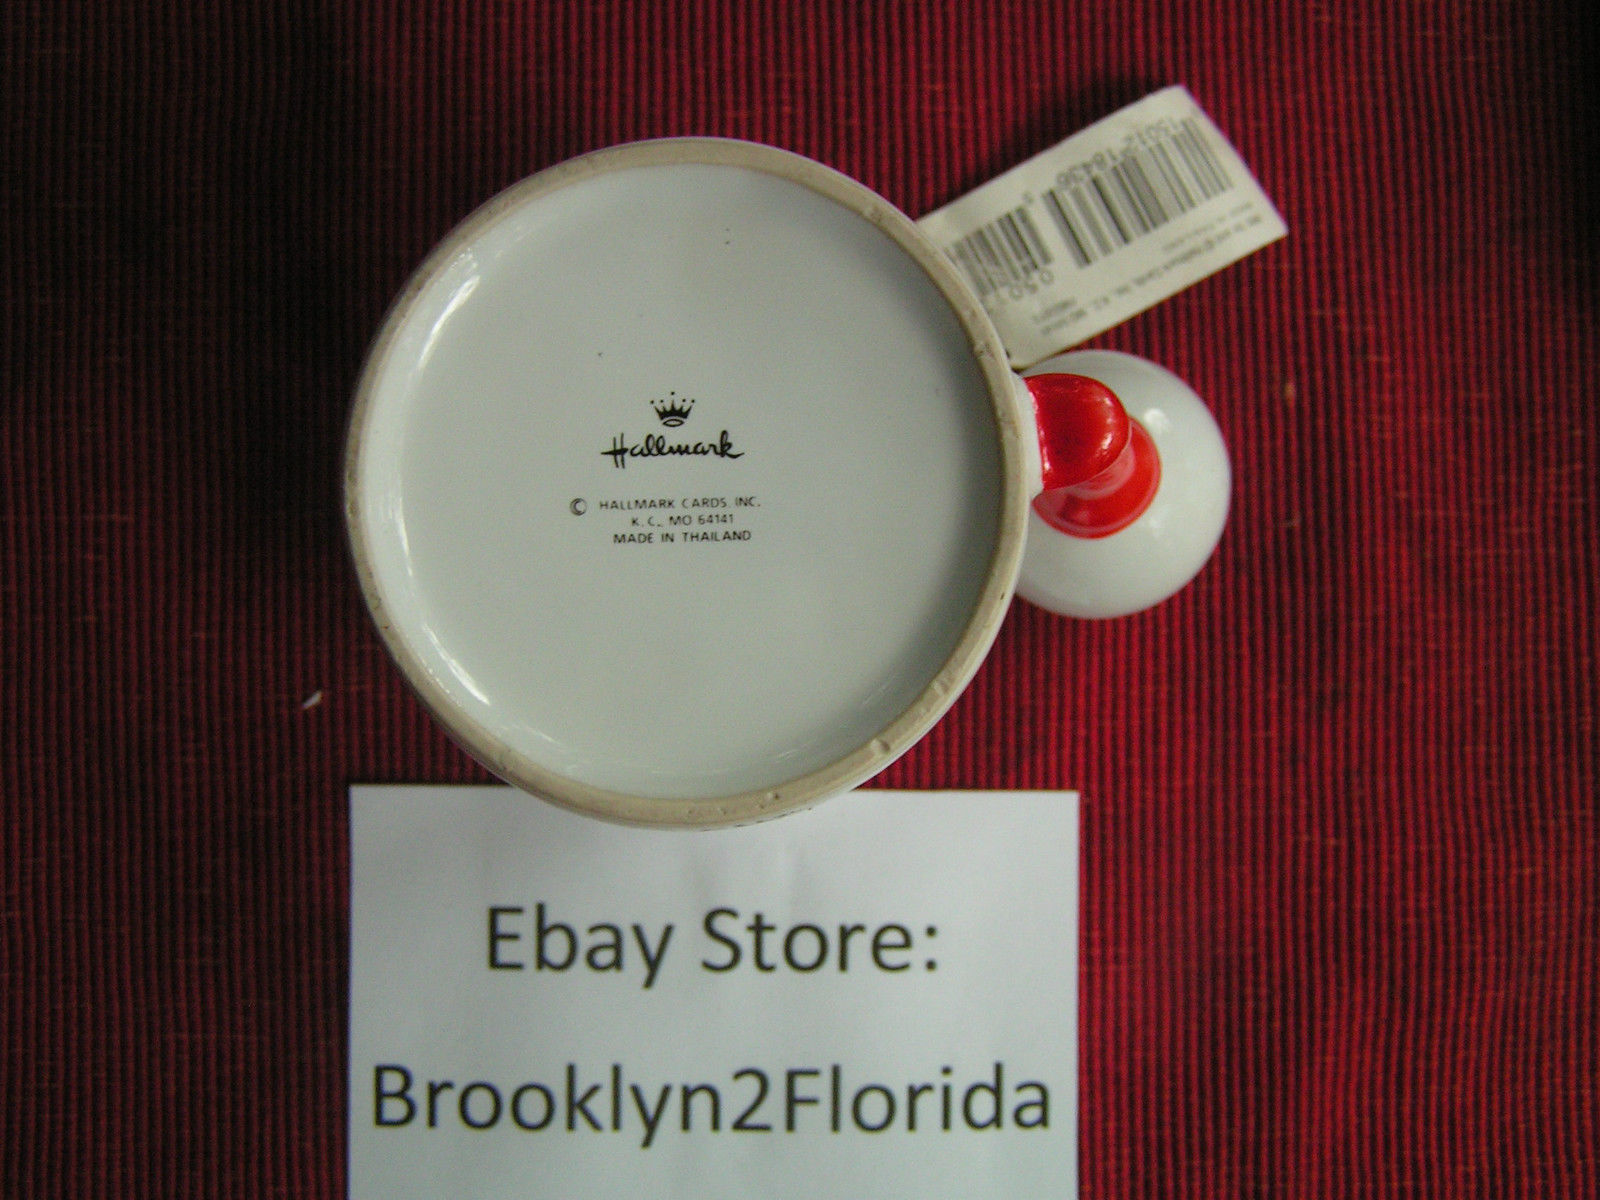 Hallmark
© HALLMARK CARDS, INC.
K.C., MO 64141
MADE IN THAILAND
Ebay Store:
Brooklyn2Florida